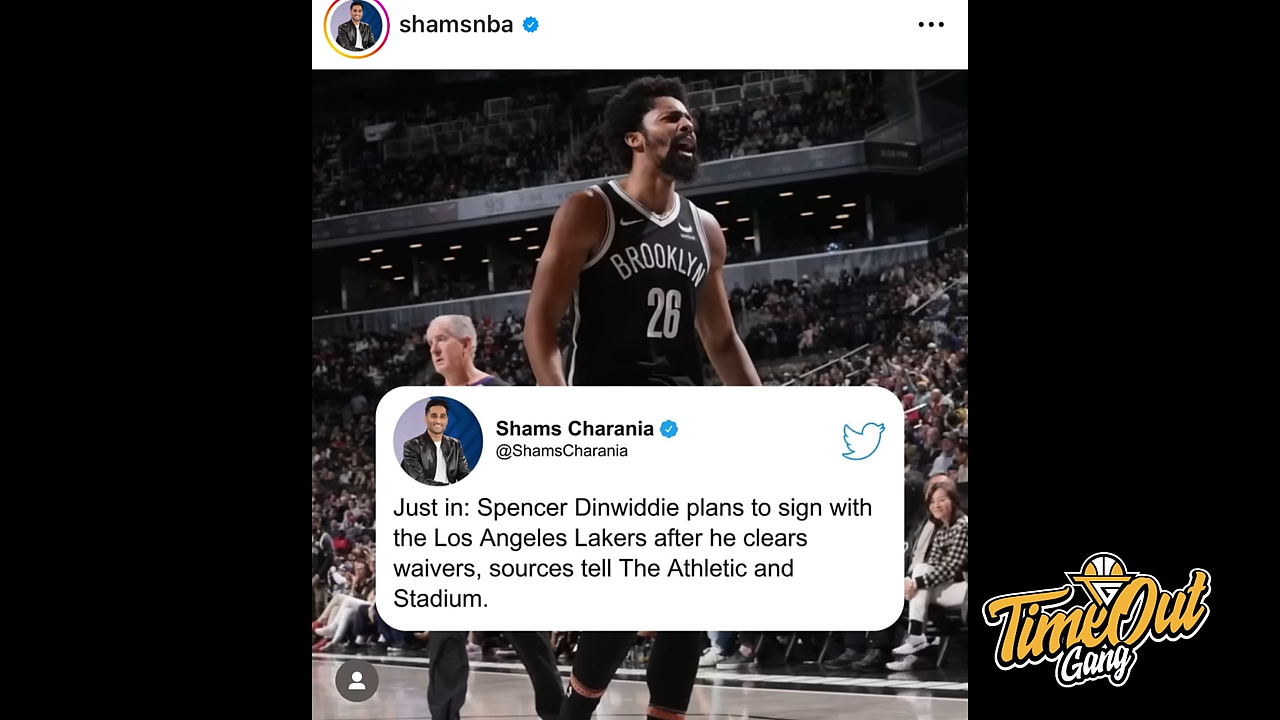 shamsnba
93
BROOKLYN
26
Shams Charania
@ShamsCharania
Just in: Spencer Dinwiddie plans to sign with
the Los Angeles Lakers after he clears
waivers, sources tell The Athletic and
Stadium.
TimeOut
Gang